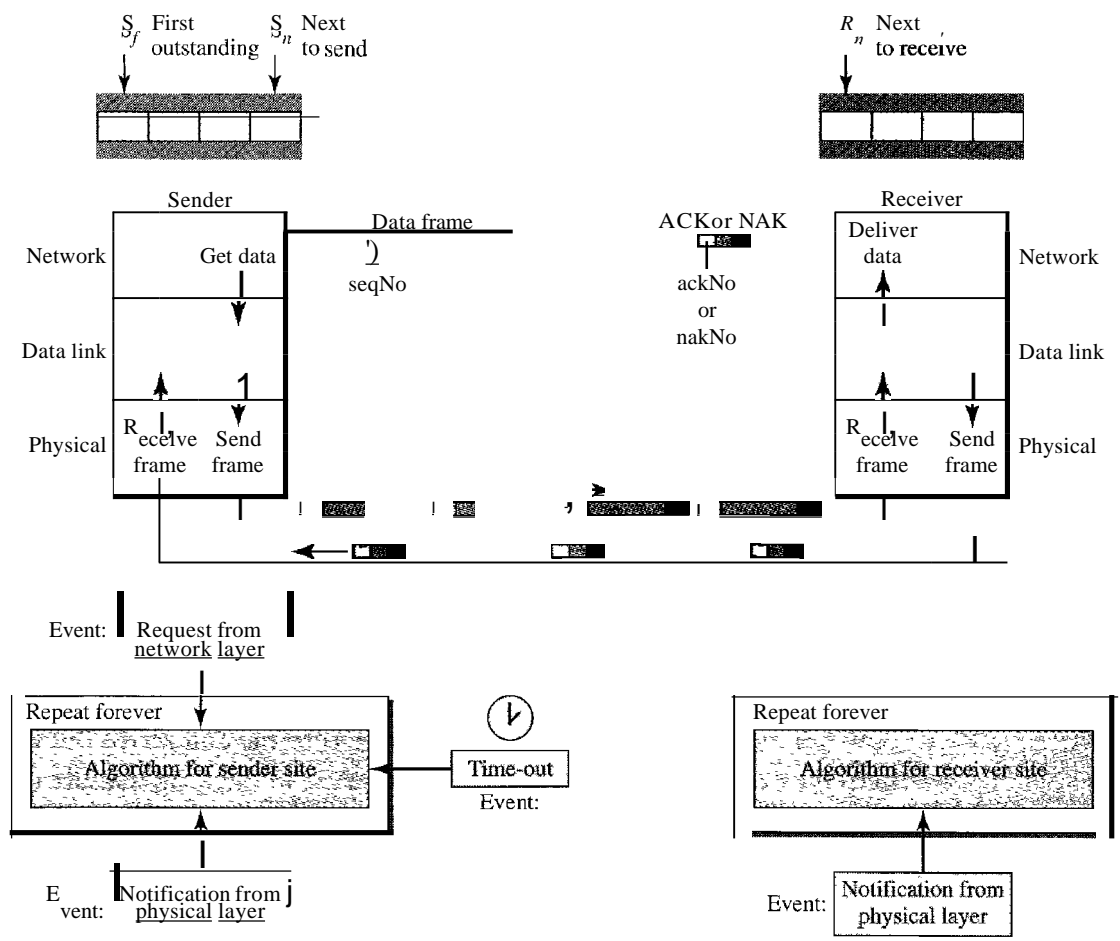 S_f First outstanding
S_n Next to send
R_n Next to receive
Sender
Receiver
Data frame
seqNo
ACKor NAK
ackNo
or
nakNo
Network
Get data
Deliver
data
Network
Data link
Data link
Physical
Receive
frame
Send
frame
Receive
frame
Send
frame
Physical
Event:
Request from
network layer
Repeat forever
Algorithm for sender site
Time-out
Event:
Event:
Notification from
physical layer
Repeat forever
Algorithm for receiver site
Event:
Notification from
physical layer